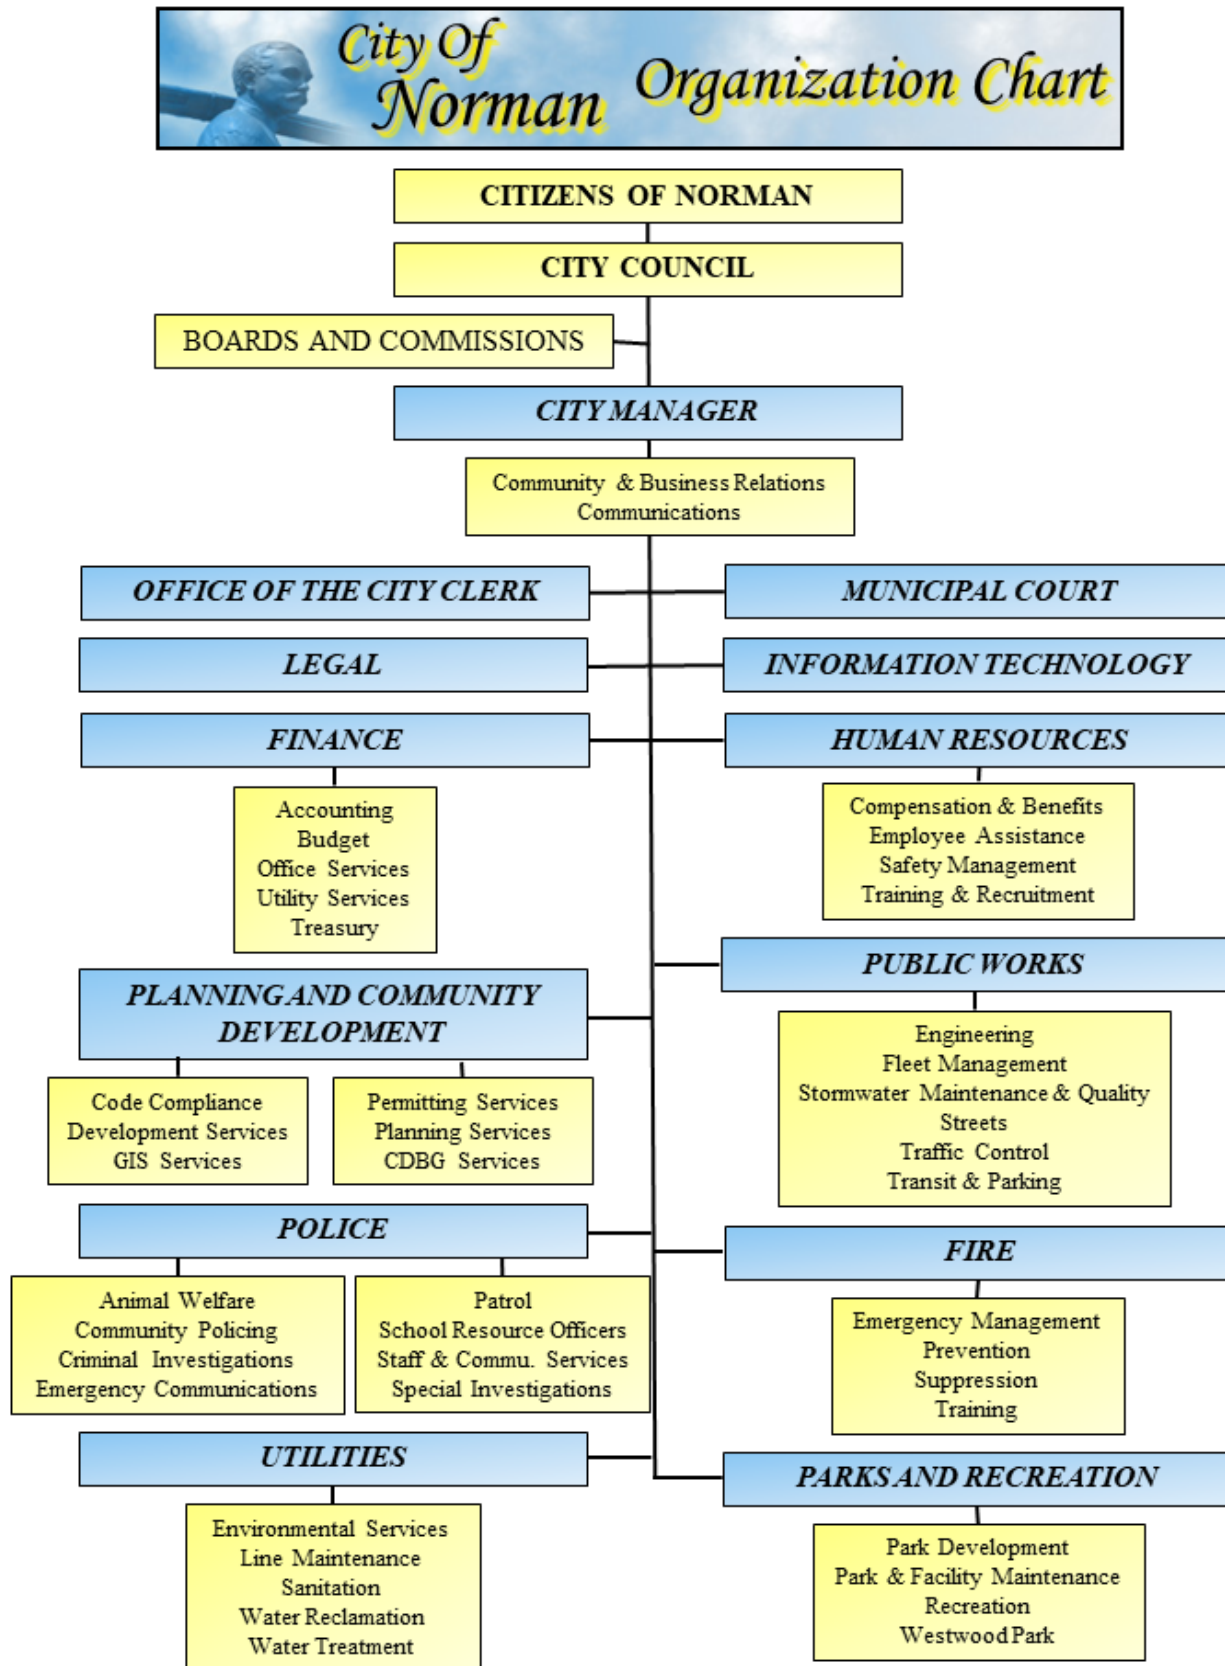 City Of
Norman
Organization Chart
CITIZENS OF NORMAN
CITY COUNCIL
BOARDS AND COMMISSIONS
CITY MANAGER
Community & Business Relations
Communications
OFFICE OF THE CITY CLERK
MUNICIPAL COURT
LEGAL
INFORMATION TECHNOLOGY
FINANCE
HUMAN RESOURCES
Accounting
Budget
Office Services
Utility Services
Treasury
Compensation & Benefits
Employee Assistance
Safety Management
Training & Recruitment
PUBLIC WORKS
Engineering
Fleet Management
Stormwater Maintenance & Quality
Streets
Traffic Control
Transit & Parking
PLANNING AND COMMUNITY
DEVELOPMENT
Code Compliance
Development Services
GIS Services
Permitting Services
Planning Services
CDBG Services
POLICE
Animal Welfare
Community Policing
Criminal Investigations
Emergency Communications
Patrol
School Resource Officers
Staff & Commu. Services
Special Investigations
FIRE
Emergency Management
Prevention
Suppression
Training
UTILITIES
Environmental Services
Line Maintenance
Sanitation
Water Reclamation
Water Treatment
PARKS AND RECREATION
Park Development
Park & Facility Maintenance
Recreation
Westwood Park